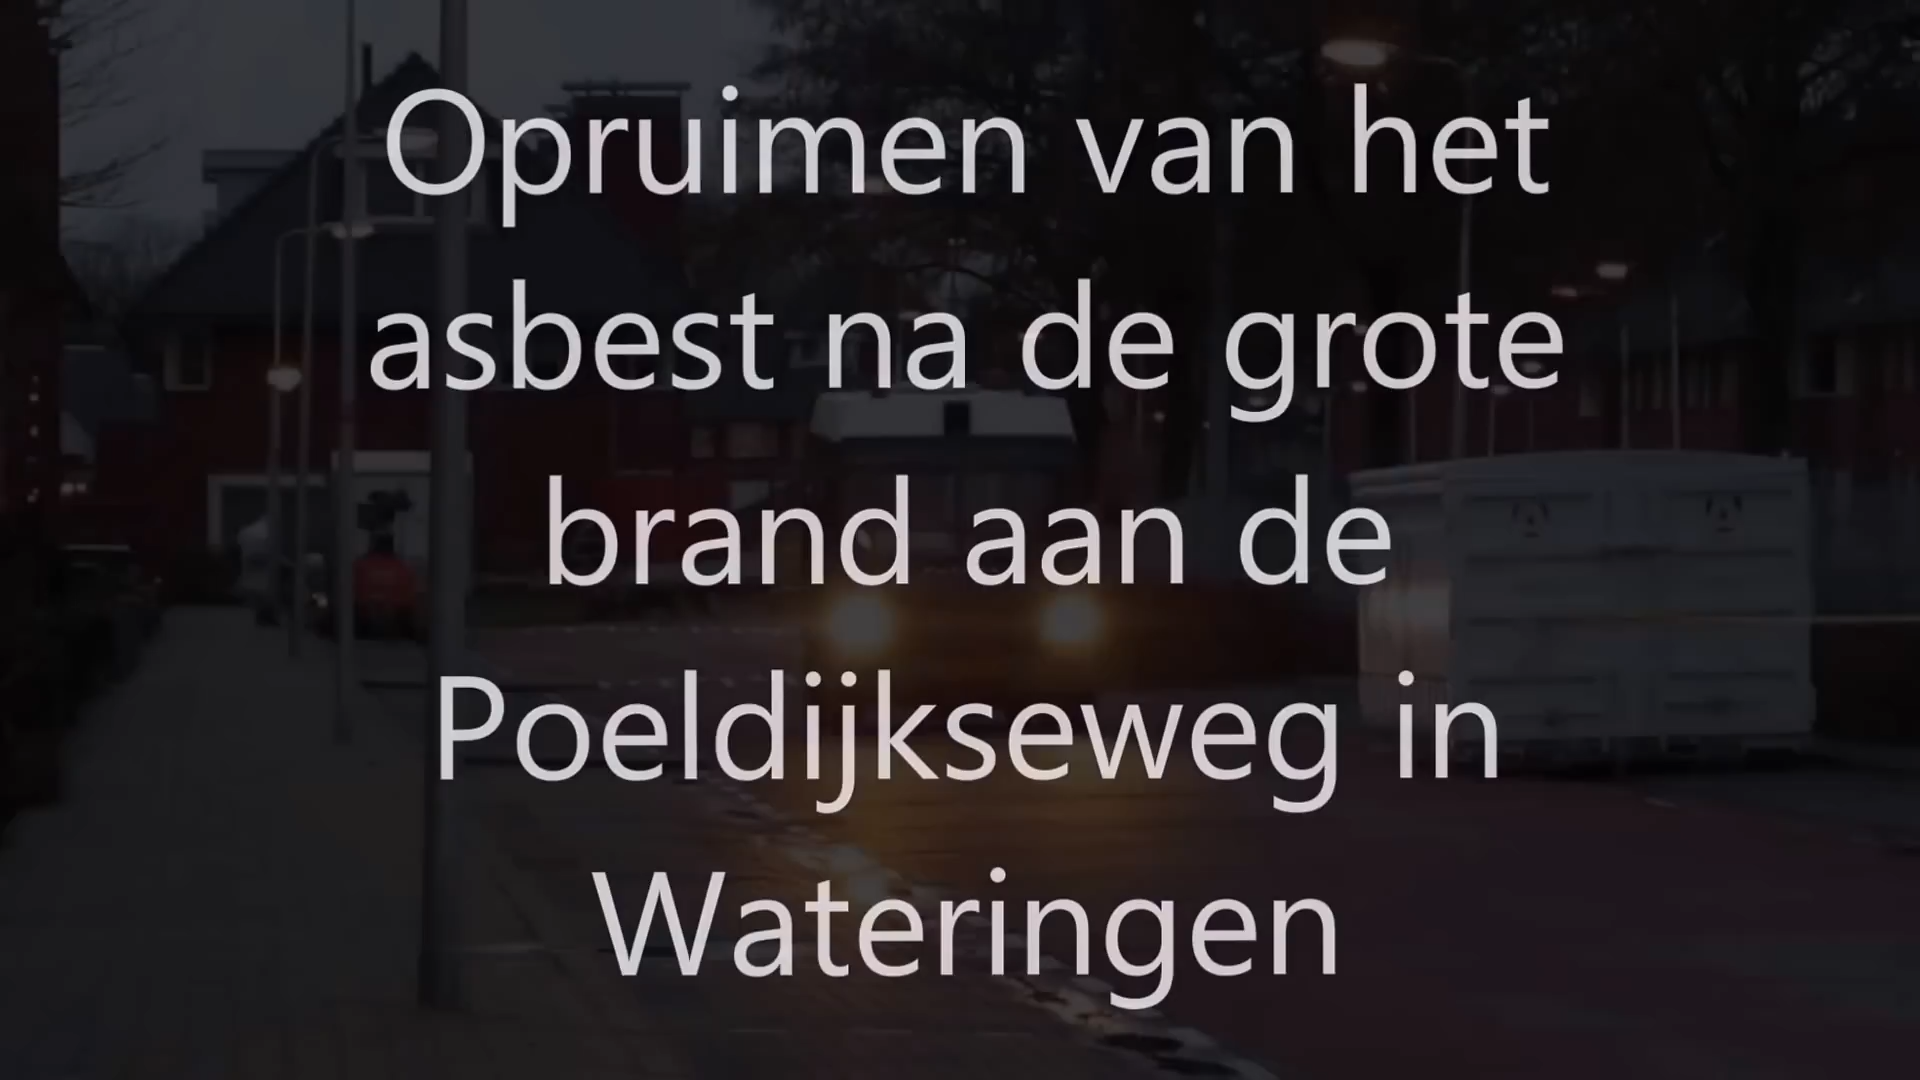 Opruimen van het
asbest na de grote
brand aan de
Poeldijkseweg in
Wateringen